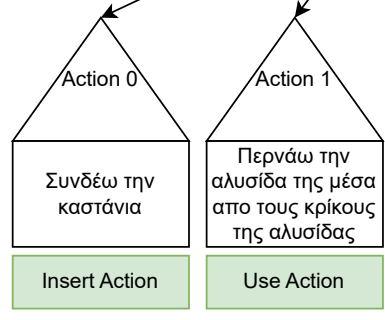 Action 0
Action 1
Συνδέω την
καστάνια
Περνάω την
αλυσίδα της μέσα
απο τους κρίκους
της αλυσίδας
Insert Action
Use Action